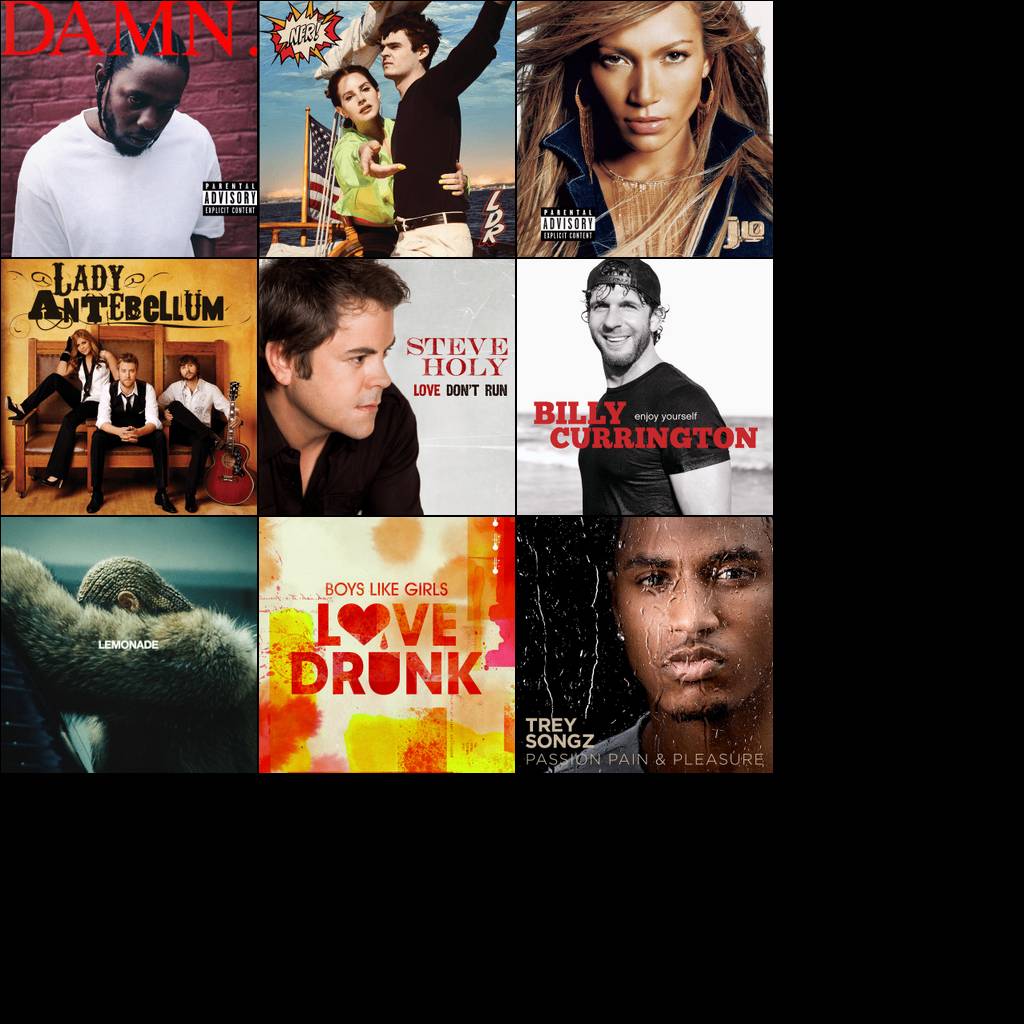 DAMN.
PARENTAL
ADVISORY
EXPLICIT CONTENT
NFR!
LDR
PARENTAL
ADVISORY
EXPLICIT CONTENT
J.LO
LADY
ANTEBELLUM
STEVE
HOLY
LOVE DON'T RUN
BILLY enjoy yourself
CURRINGTON
LEMONADE
BOYS LIKE GIRLS
LOVE
DRUNK
TREY
SONGZ
PASSION PAIN & PLEASURE